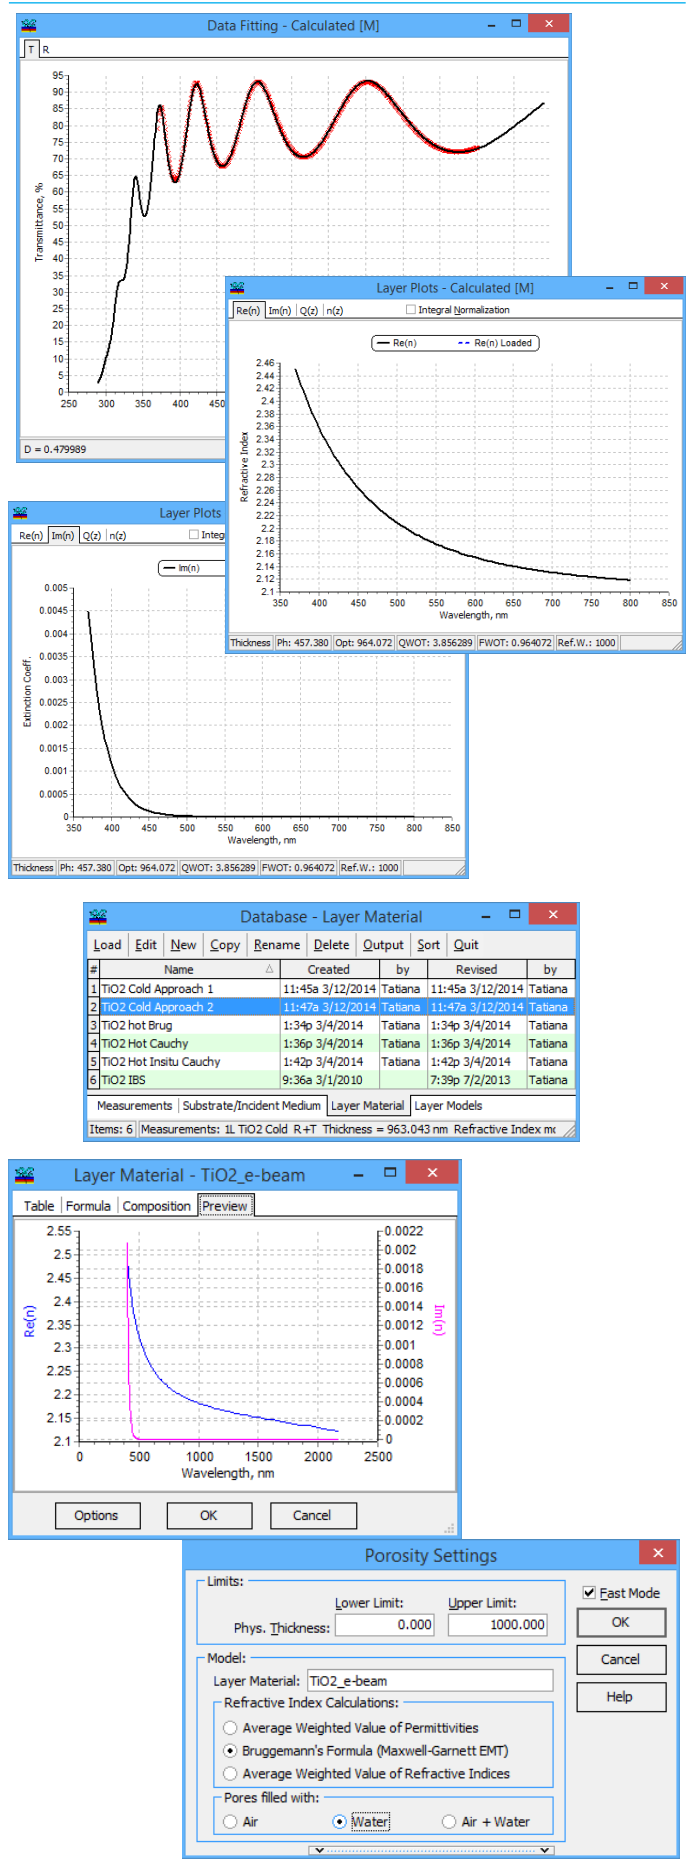 Data Fitting - Calculated [M]
T R
95
90
85
80
75
70
65
60
55
50
45
40
35
30
25
20
15
10
5
0
Transmittance, %
250 300 350 400 450
D = 0.479989
Layer Plots - Calculated [M]
Re(n) Im(n) Q(z) n(z) Integral Normalization
Re(n) Re(n) Loaded
2.46
2.44
2.42
2.4
2.38
2.36
2.34
2.32
2.3
2.28
2.26
2.24
2.22
2.2
2.18
2.16
2.14
2.12
2.1
Refractive Index
350 400 450 500 550 600 650 700 750 800 850
Wavelength, nm
Thickness Ph: 457.380 Opt: 964.072 QWOT: 3.856289 FWOT: 0.964072 Ref.W.: 1000
Layer Plots
Re(n) Im(n) Q(z) n(z) Integ
Im(n)
0.005
0.0045
0.004
0.0035
0.003
0.0025
0.002
0.0015
0.001
0.0005
0
Extinction Coeff.
350 400 450 500 550 600 650 700 750 800 850
Wavelength, nm
Thickness Ph: 457.380 Opt: 964.072 QWOT: 3.856289 FWOT: 0.964072 Ref.W.: 1000
Database - Layer Material
Load Edit New Copy Rename Delete Output Sort Quit
# Name Created by Revised by
1 TiO2 Cold Approach 1 11:45a 3/12/2014 Tatiana 11:45a 3/12/2014 Tatiana
2 TiO2 Cold Approach 2 11:47a 3/12/2014 Tatiana 11:47a 3/12/2014 Tatiana
3 TiO2 hot Brug 1:34p 3/4/2014 Tatiana 1:34p 3/4/2014 Tatiana
4 TiO2 Hot Cauchy 1:36p 3/4/2014 Tatiana 1:36p 3/4/2014 Tatiana
5 TiO2 Hot Insitu Cauchy 1:42p 3/4/2014 Tatiana 1:42p 3/4/2014 Tatiana
6 TiO2 IBS 9:36a 3/1/2010 7:39p 7/2/2013 Tatiana
Measurements Substrate/Incident Medium Layer Material Layer Models
Items: 6 Measurements: 1L TiO2 Cold R+T Thickness = 963.043 nm Refractive Index mc
Layer Material - TiO2_e-beam
Table Formula Composition Preview
2.55
2.5
2.45
2.4
2.35
2.3
2.25
2.2
2.15
2.1
Re(n)
0.0022
0.002
0.0018
0.0016
0.0014
0.0012
0.001
0.0008
0.0006
0.0004
0.0002
0
Im(n)
0 500 1000 1500 2000 2500
Wavelength, nm
Options OK Cancel
Porosity Settings
Limits:
Lower Limit: Upper Limit:
Phys. Thickness: 0.000 1000.000
Fast Mode
OK
Cancel
Help
Model:
Layer Material: TiO2_e-beam
Refractive Index Calculations:
Average Weighted Value of Permittivities
Bruggemann's Formula (Maxwell-Garnett EMT)
Average Weighted Value of Refractive Indices
Pores filled with:
Air Water Air + Water